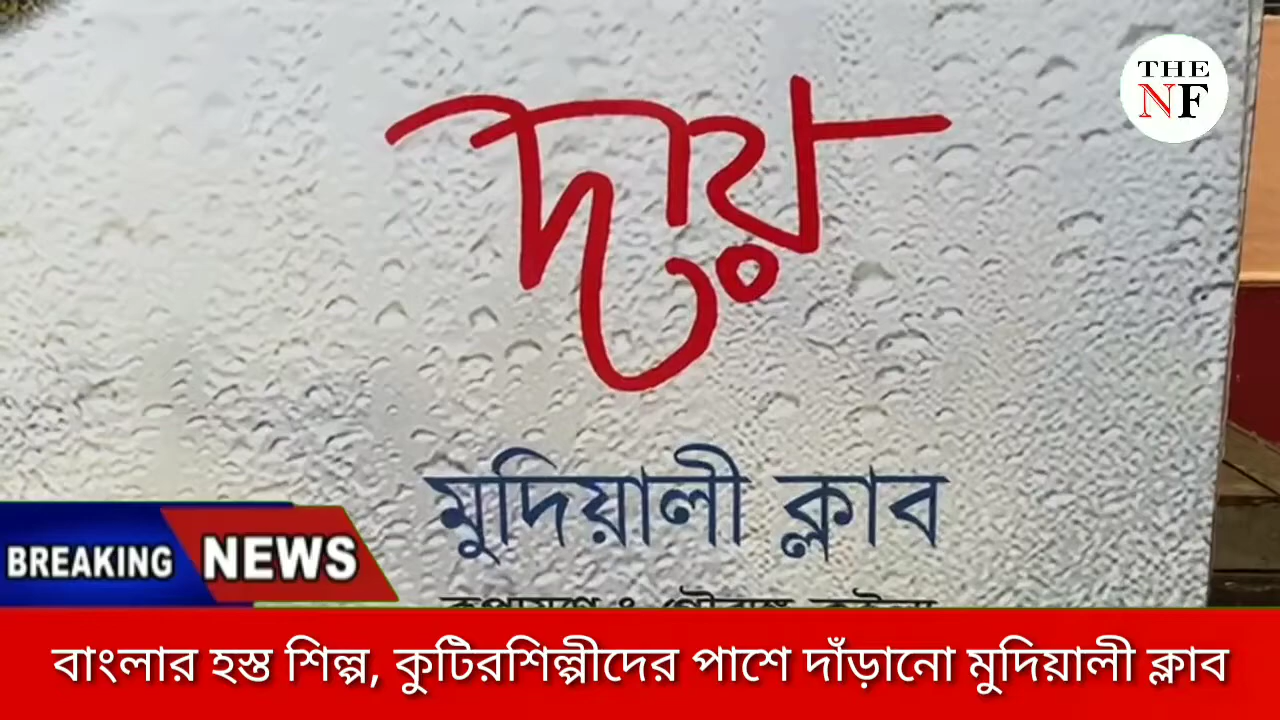 THE
NF
দায়
মুদিয়ালী ক্লাব
BREAKING NEWS
বাংলার হস্ত শিল্প, কুটিরশিল্পীদের পাশে দাঁড়ানো মুদিয়ালী ক্লাব